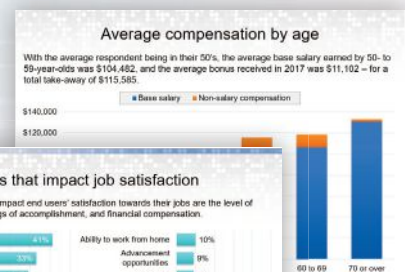 Average compensation by age
With the average respondent being in their 50's, the average base salary earned by 50- to
59-year-olds was $104,482, and the average bonus received in 2017 was $11,102 – for a
total take-away of $115,585.
Base salary Non-salary compensation
$140,000
$120,000
s that impact job satisfaction
mpact end users' satisfaction towards their jobs are the level of
gs of accomplishment, and financial compensation.
41% Ability to work from home 10%
33% Advancement
opportunities 9%
60 to 69 70 or over